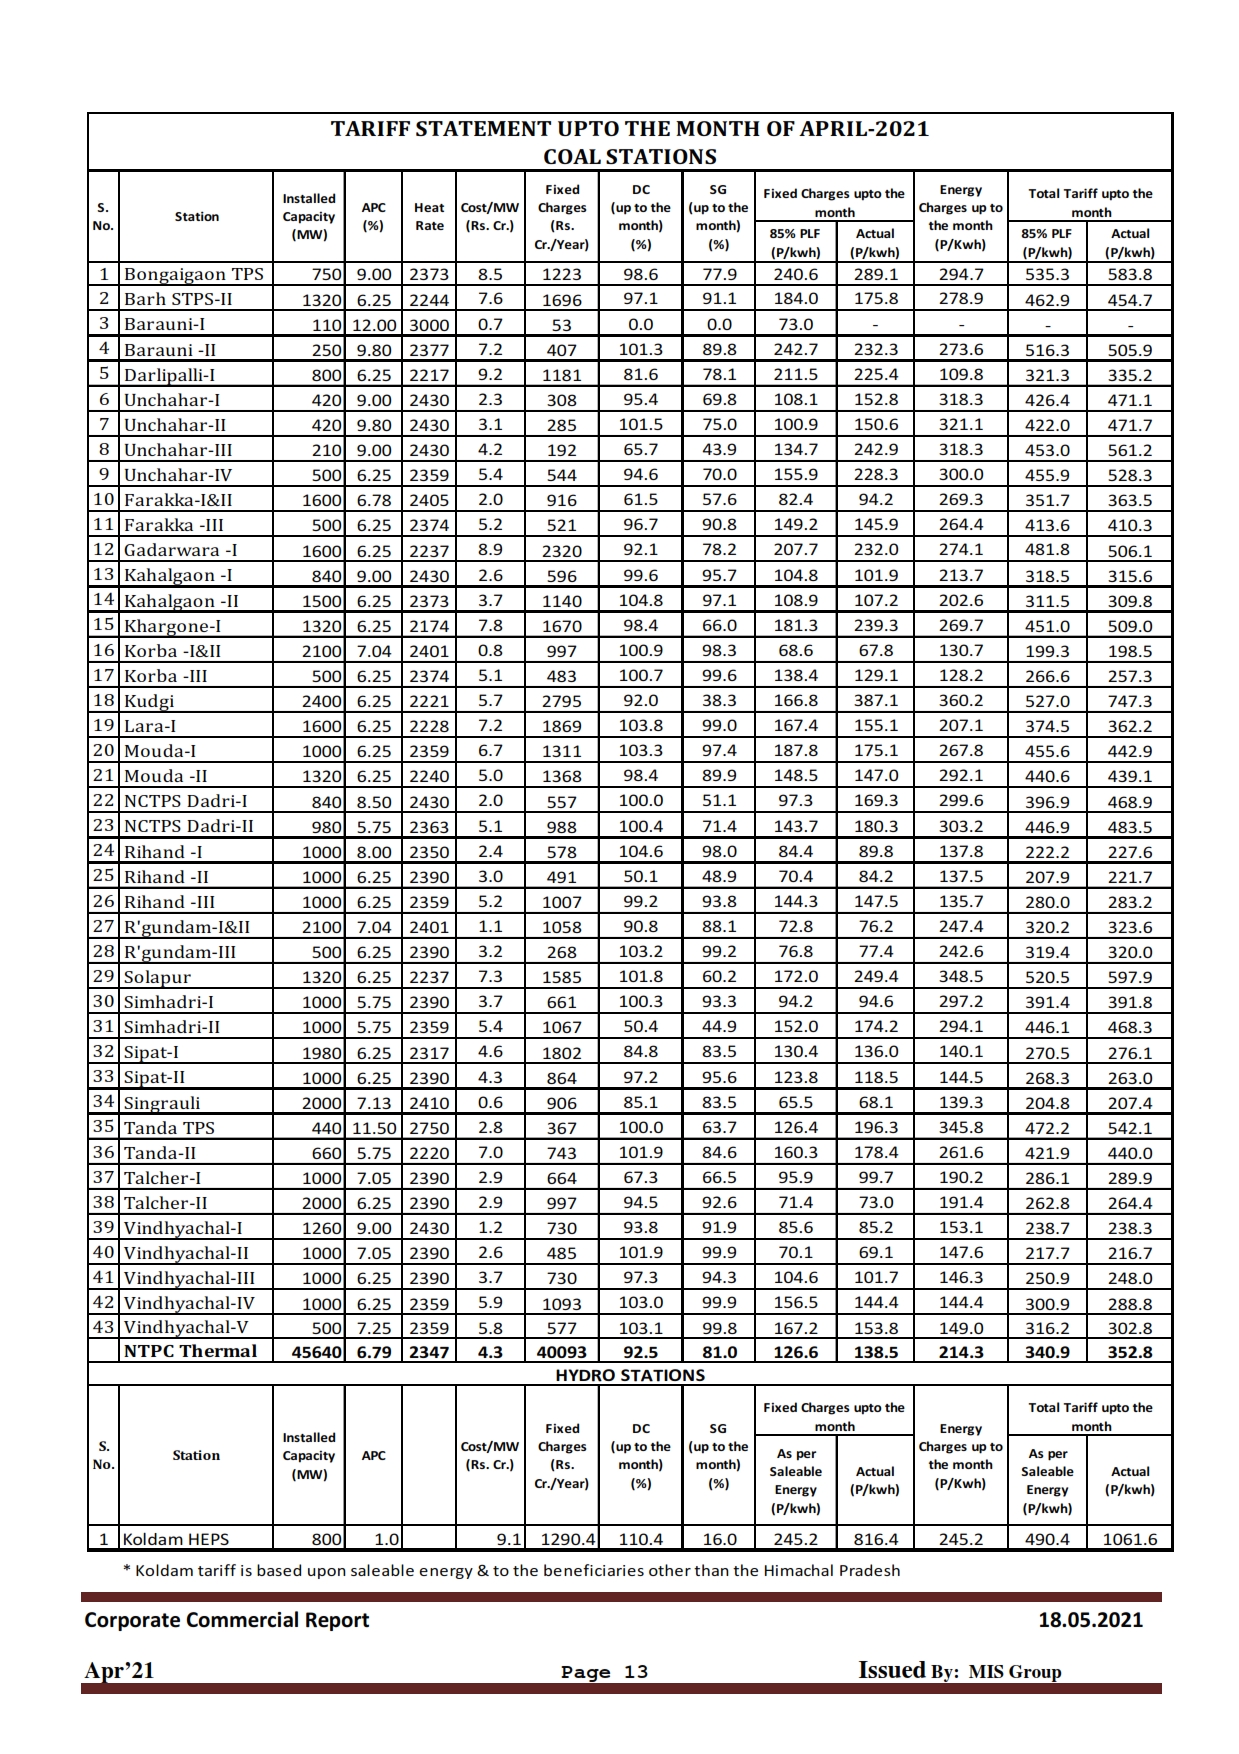 TARIFF STATEMENT UPTO THE MONTH OF APRIL-2021
COAL STATIONS
S. No. Station Installed Capacity (MW) APC (%) Heat Rate Cost/MW (Rs. Cr.) Fixed Charges (Rs. Cr./Year) DC (up to the month) (%) SG (up to the month) (%) Fixed Charges upto the month Energy Charges up to the month (P/Kwh) Total Tariff upto the month
85% PLF (P/kwh) Actual (P/kwh) 85% PLF (P/kwh) Actual (P/kwh)
1 Bongaigaon TPS 750 9.00 2373 8.5 1223 98.6 77.9 240.6 289.1 294.7 535.3 583.8
2 Barh STPS-II 1320 6.25 2244 7.6 1696 97.1 91.1 184.0 175.8 278.9 462.9 454.7
3 Barauni-I 110 12.00 3000 0.7 53 0.0 0.0 73.0 - - - -
4 Barauni -II 250 9.80 2377 7.2 407 101.3 89.8 242.7 232.3 273.6 516.3 505.9
5 Darlipalli-I 800 6.25 2217 9.2 1181 81.6 78.1 211.5 225.4 109.8 321.3 335.2
6 Unchahar-I 420 9.00 2430 2.3 308 95.4 69.8 108.1 152.8 318.3 426.4 471.1
7 Unchahar-II 420 9.80 2430 3.1 285 101.5 75.0 100.9 150.6 321.1 422.0 471.7
8 Unchahar-III 210 9.00 2430 4.2 192 65.7 43.9 134.7 242.9 318.3 453.0 561.2
9 Unchahar-IV 500 6.25 2359 5.4 544 94.6 70.0 155.9 228.3 300.0 455.9 528.3
10 Farakka-I&II 1600 6.78 2405 2.0 916 61.5 57.6 82.4 94.2 269.3 351.7 363.5
11 Farakka -III 500 6.25 2374 5.2 521 96.7 90.8 149.2 145.9 264.4 413.6 410.3
12 Gadarwara -I 1600 6.25 2237 8.9 2320 92.1 78.2 207.7 232.0 274.1 481.8 506.1
13 Kahalgaon -I 840 9.00 2430 2.6 596 99.6 95.7 104.8 101.9 213.7 318.5 315.6
14 Kahalgaon -II 1500 6.25 2373 3.7 1140 104.8 97.1 108.9 107.2 202.6 311.5 309.8
15 Khargone-I 1320 6.25 2174 7.8 1670 98.4 66.0 181.3 239.3 269.7 451.0 509.0
16 Korba -I&II 2100 7.04 2401 0.8 997 100.9 98.3 68.6 67.8 130.7 199.3 198.5
17 Korba -III 500 6.25 2374 5.1 483 100.7 99.6 138.4 129.1 128.2 266.6 257.3
18 Kudgi 2400 6.25 2221 5.7 2795 92.0 38.3 166.8 387.1 360.2 527.0 747.3
19 Lara-I 1600 6.25 2228 7.2 1869 103.8 99.0 167.4 155.1 207.1 374.5 362.2
20 Mouda-I 1000 6.25 2359 6.7 1311 103.3 97.4 187.8 175.1 267.8 455.6 442.9
21 Mouda -II 1320 6.25 2240 5.0 1368 98.4 89.9 148.5 147.0 292.1 440.6 439.1
22 NCTPS Dadri-I 840 8.50 2430 2.0 557 100.0 51.1 97.3 169.3 299.6 396.9 468.9
23 NCTPS Dadri-II 980 5.75 2363 5.1 988 100.4 71.4 143.7 180.3 303.2 446.9 483.5
24 Rihand -I 1000 8.00 2350 2.4 578 104.6 98.0 84.4 89.8 137.8 222.2 227.6
25 Rihand -II 1000 6.25 2390 3.0 491 50.1 48.9 70.4 84.2 137.5 207.9 221.7
26 Rihand -III 1000 6.25 2359 5.2 1007 99.2 93.8 144.3 147.5 135.7 280.0 283.2
27 R'gundam-I&II 2100 7.04 2401 1.1 1058 90.8 88.1 72.8 76.2 247.4 320.2 323.6
28 R'gundam-III 500 6.25 2390 3.2 268 103.2 99.2 76.8 77.4 242.6 319.4 320.0
29 Solapur 1320 6.25 2237 7.3 1585 101.8 60.2 172.0 249.4 348.5 520.5 597.9
30 Simhadri-I 1000 5.75 2390 3.7 661 100.3 93.3 94.2 94.6 297.2 391.4 391.8
31 Simhadri-II 1000 5.75 2359 5.4 1067 50.4 44.9 152.0 174.2 294.1 446.1 468.3
32 Sipat-I 1980 6.25 2317 4.6 1802 84.8 83.5 130.4 136.0 140.1 270.5 276.1
33 Sipat-II 1000 6.25 2390 4.3 864 97.2 95.6 123.8 118.5 144.5 268.3 263.0
34 Singrauli 2000 7.13 2410 0.6 906 85.1 83.5 65.5 68.1 139.3 204.8 207.4
35 Tanda TPS 440 11.50 2750 2.8 367 100.0 63.7 126.4 196.3 345.8 472.2 542.1
36 Tanda-II 660 5.75 2220 7.0 743 101.9 84.6 160.3 178.4 261.6 421.9 440.0
37 Talcher-I 1000 7.05 2390 2.9 664 67.3 66.5 95.9 99.7 190.2 286.1 289.9
38 Talcher-II 2000 6.25 2390 2.9 997 94.5 92.6 71.4 73.0 191.4 262.8 264.4
39 Vindhyachal-I 1260 9.00 2430 1.2 730 93.8 91.9 85.6 85.2 153.1 238.7 238.3
40 Vindhyachal-II 1000 7.05 2390 2.6 485 101.9 99.9 70.1 69.1 147.6 217.7 216.7
41 Vindhyachal-III 1000 6.25 2390 3.7 730 97.3 94.3 104.6 101.7 146.3 250.9 248.0
42 Vindhyachal-IV 1000 6.25 2359 5.9 1093 103.0 99.9 156.5 144.4 144.4 300.9 288.8
43 Vindhyachal-V 500 7.25 2359 5.8 577 103.1 99.8 167.2 153.8 149.0 316.2 302.8
NTPC Thermal 45640 6.79 2347 4.3 40093 92.5 81.0 126.6 138.5 214.3 340.9 352.8
HYDRO STATIONS
S. No. Station Installed Capacity (MW) APC Cost/MW (Rs. Cr.) Fixed Charges (Rs. Cr./Year) DC (up to the month) (%) SG (up to the month) (%) Fixed Charges upto the month Energy Charges up to the month (P/Kwh) Total Tariff upto the month
As per Saleable Energy (P/kwh) Actual (P/kwh) As per Saleable Energy (P/kwh) Actual (P/kwh)
1 Koldam HEPS 800 1.0 9.1 1290.4 110.4 16.0 245.2 816.4 245.2 490.4 1061.6
* Koldam tariff is based upon saleable energy & to the beneficiaries other than the Himachal Pradesh
Corporate Commercial Report 18.05.2021
Apr’21 Page 13 Issued By: MIS Group